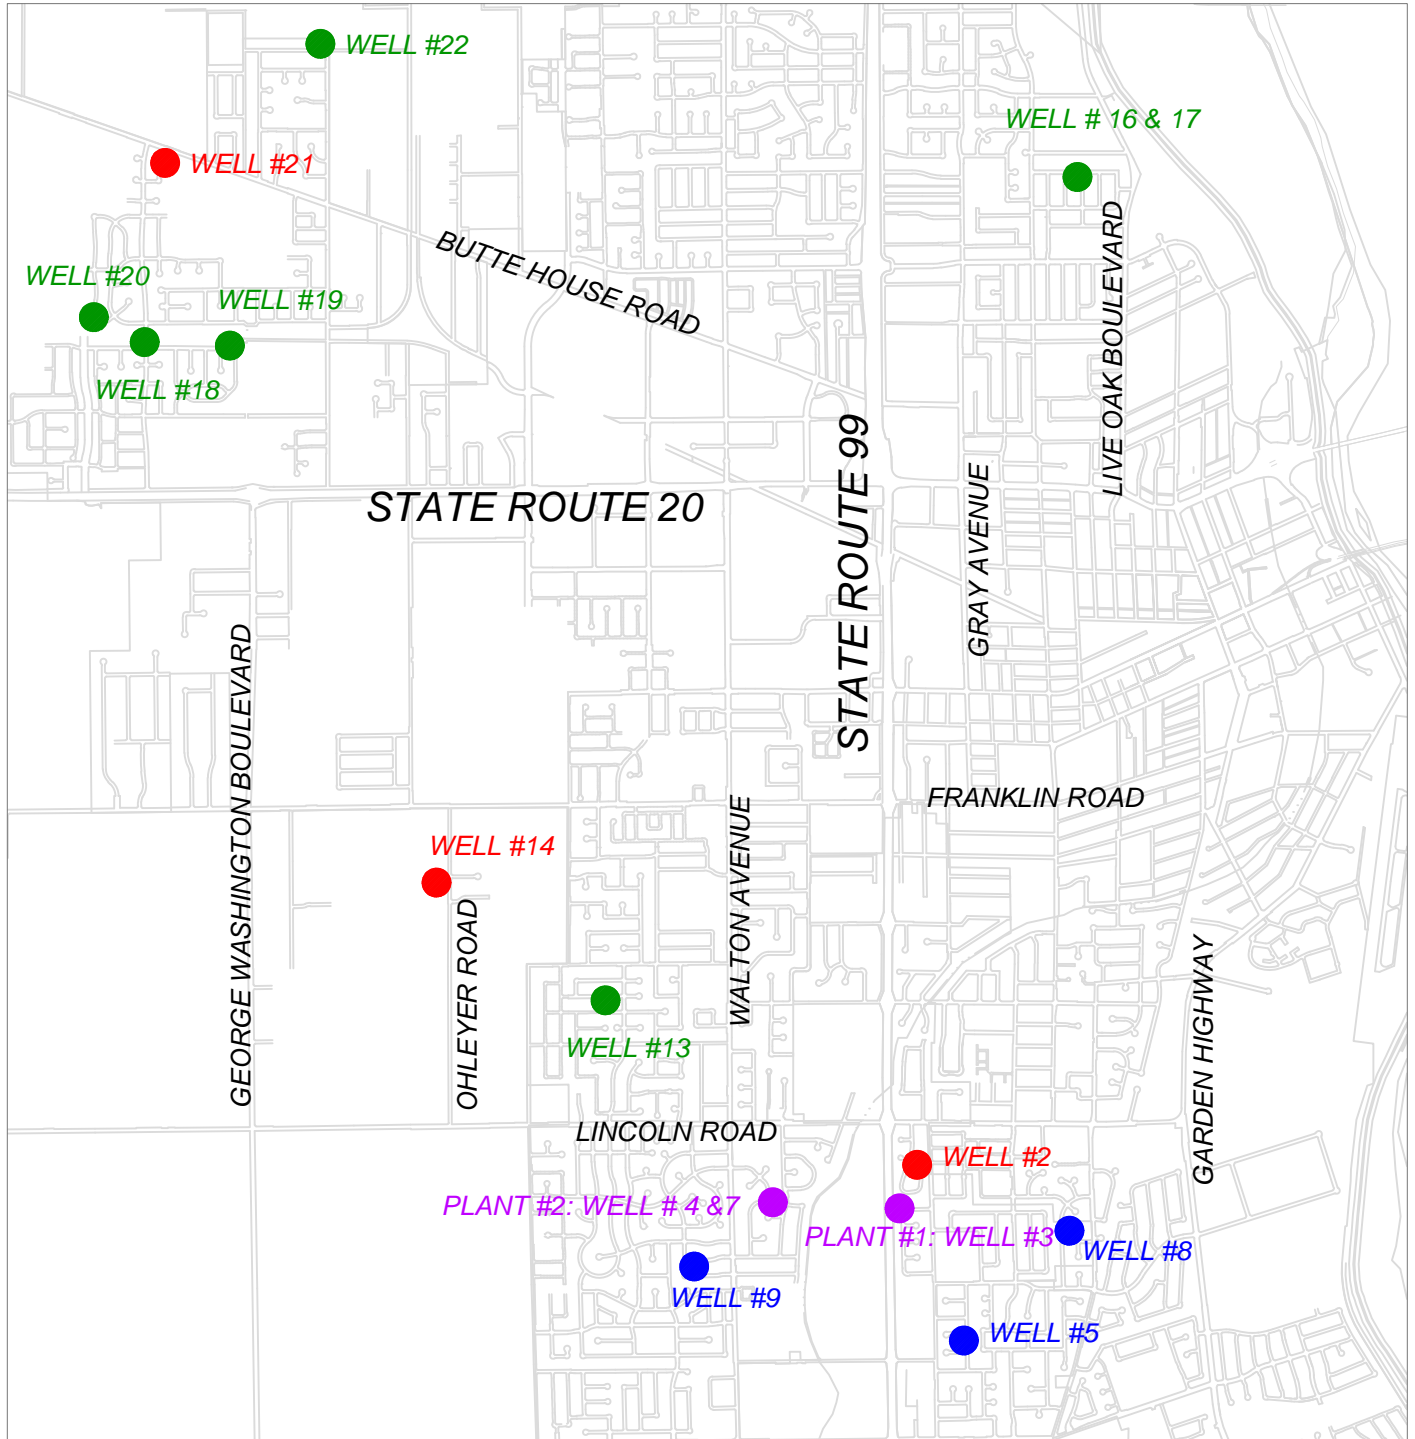 WELL #22
WELL # 16 & 17
WELL #21
BUTTE HOUSE ROAD
WELL #20
WELL #19
LIVE OAK BOULEVARD
WELL #18
STATE ROUTE 20
STATE ROUTE 99
GRAY AVENUE
GEORGE WASHINGTON BOULEVARD
FRANKLIN ROAD
WELL #14
WALTON AVENUE
OHLEYER ROAD
WELL #13
GARDEN HIGHWAY
LINCOLN ROAD
WELL #2
PLANT #2: WELL # 4 &7
PLANT #1: WELL #3
WELL #8
WELL #9
WELL #5